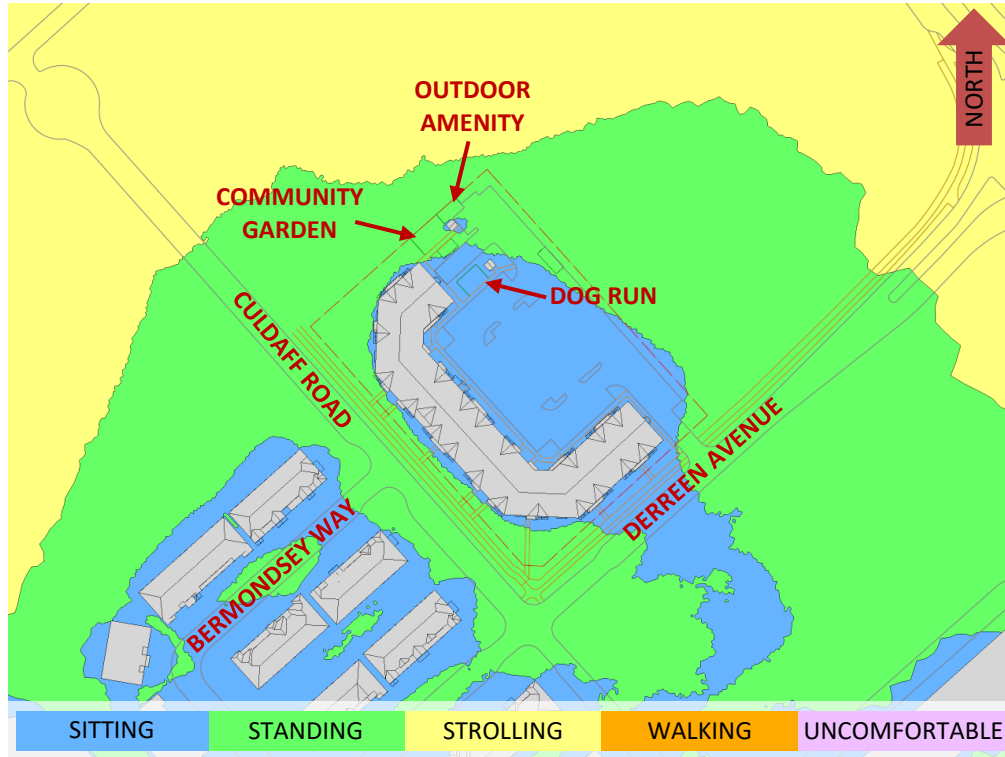 NORTH
OUTDOOR
AMENITY
COMMUNITY
GARDEN
DOG RUN
CULDAFF ROAD
DERREEN AVENUE
BERMONDSEY WAY
SITTING
STANDING
STROLLING
WALKING
UNCOMFORTABLE